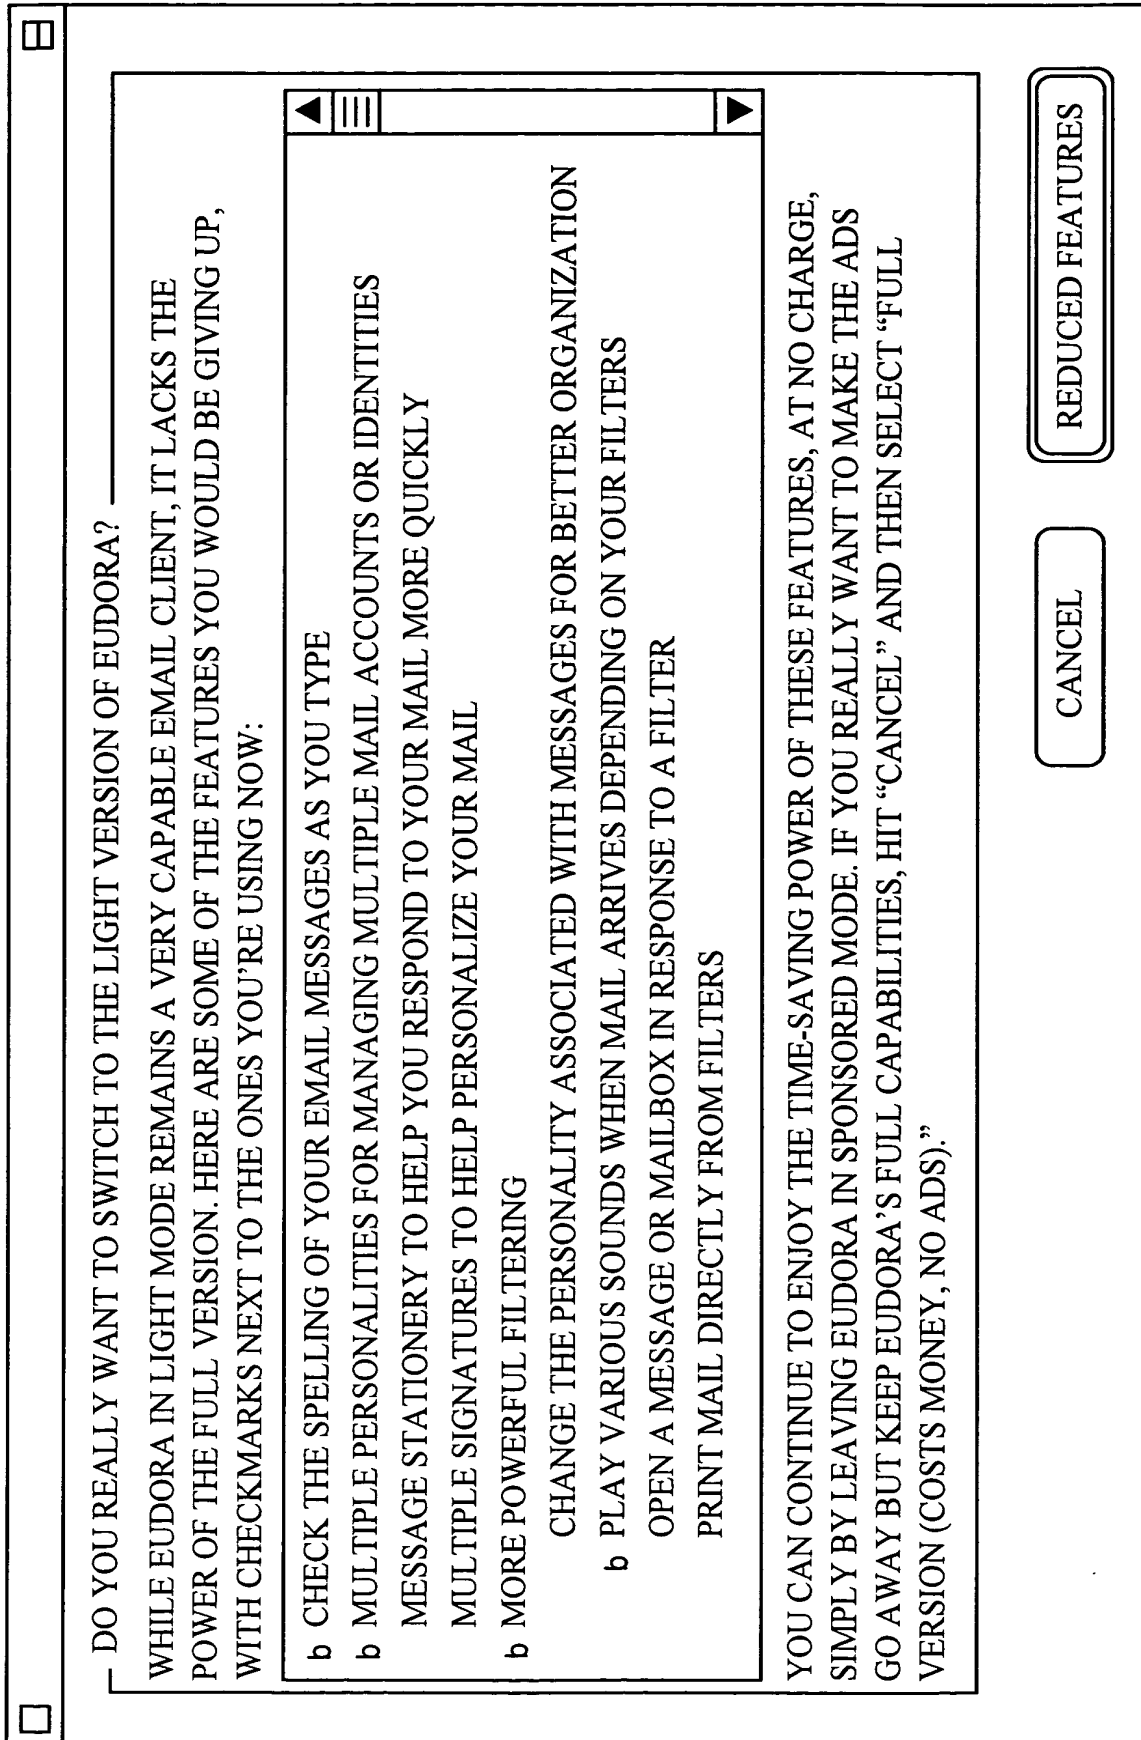 DO YOU REALLY WANT TO SWITCH TO THE LIGHT VERSION OF EUDORA?
WHILE EUDORA IN LIGHT MODE REMAINS A VERY CAPABLE EMAIL CLIENT, IT LACKS THE
POWER OF THE FULL VERSION. HERE ARE SOME OF THE FEATURES YOU WOULD BE GIVING UP,
WITH CHECKMARKS NEXT TO THE ONES YOU'RE USING NOW:
b CHECK THE SPELLING OF YOUR EMAIL MESSAGES AS YOU TYPE
b MULTIPLE PERSONALITIES FOR MANAGING MULTIPLE MAIL ACCOUNTS OR IDENTITIES
MESSAGE STATIONERY TO HELP YOU RESPOND TO YOUR MAIL MORE QUICKLY
MULTIPLE SIGNATURES TO HELP PERSONALIZE YOUR MAIL
b MORE POWERFUL FILTERING
CHANGE THE PERSONALITY ASSOCIATED WITH MESSAGES FOR BETTER ORGANIZATION
b PLAY VARIOUS SOUNDS WHEN MAIL ARRIVES DEPENDING ON YOUR FILTERS
OPEN A MESSAGE OR MAILBOX IN RESPONSE TO A FILTER
PRINT MAIL DIRECTLY FROM FILTERS
YOU CAN CONTINUE TO ENJOY THE TIME-SAVING POWER OF THESE FEATURES, AT NO CHARGE,
SIMPLY BY LEAVING EUDORA IN SPONSORED MODE. IF YOU REALLY WANT TO MAKE THE ADS
GO AWAY BUT KEEP EUDORA'S FULL CAPABILITIES, HIT “CANCEL” AND THEN SELECT “FULL
VERSION (COSTS MONEY, NO ADS).”
CANCEL
REDUCED FEATURES